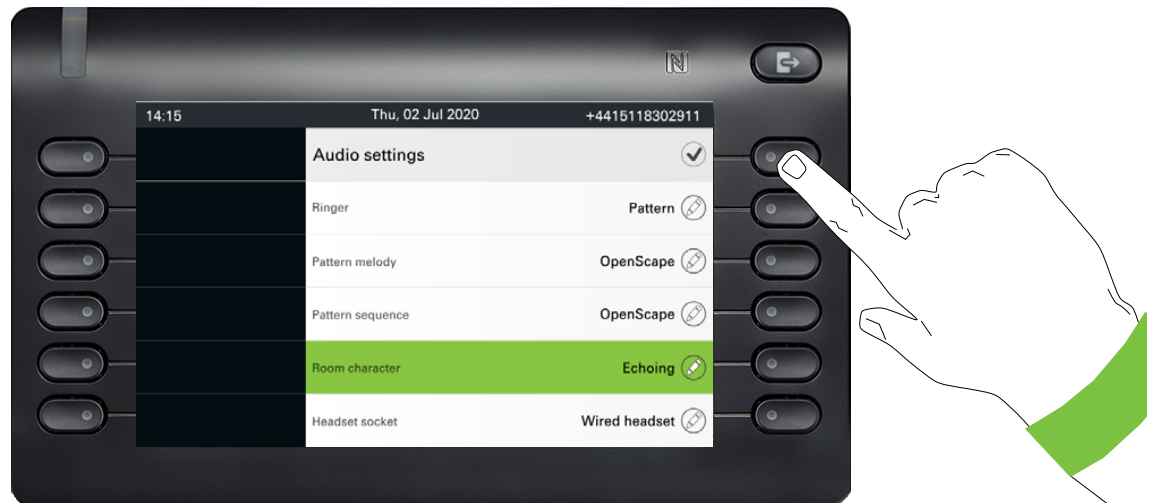 14:15 Thu, 02 Jul 2020 +4415118302911
Audio settings
Ringer Pattern
Pattern melody OpenScape
Pattern sequence OpenScape
Room character Echoing
Headset socket Wired headset